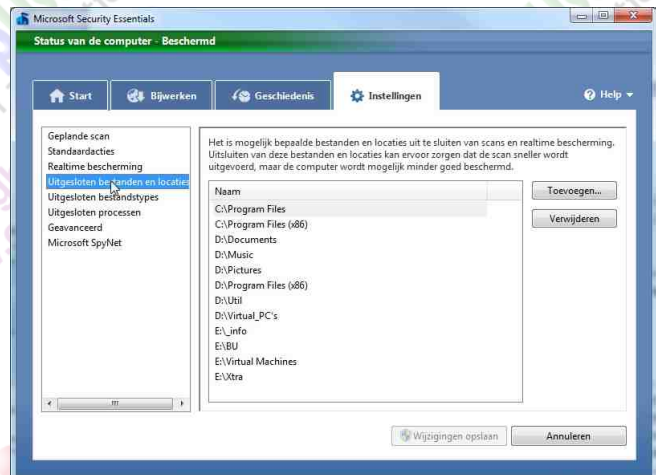 Microsoft Security Essentials
Status van de computer - Beschermd
Start
Bijwerken
Geschiedenis
Instellingen
Help
Geplande scan
Standaardacties
Realtime bescherming
Uitgesloten bestanden en locaties
Uitgesloten bestandstypes
Uitgesloten processen
Geavanceerd
Microsoft SpyNet
Het is mogelijk bepaalde bestanden en locaties uit te sluiten van scans en realtime bescherming.
Uitsluiten van deze bestanden en locaties kan ervoor zorgen dat de scan sneller wordt
uitgevoerd, maar de computer wordt mogelijk minder goed beschermd.
Naam
C:\Program Files
C:\Program Files (x86)
D:\Documents
D:\Music
D:\Pictures
D:\Program Files (x86)
D:\Util
D:\Virtual_PC's
E:\_info
E:\BU
E:\Virtual Machines
E:\Xtra
Toevoegen...
Verwijderen
Wijzigingen opslaan
Annuleren